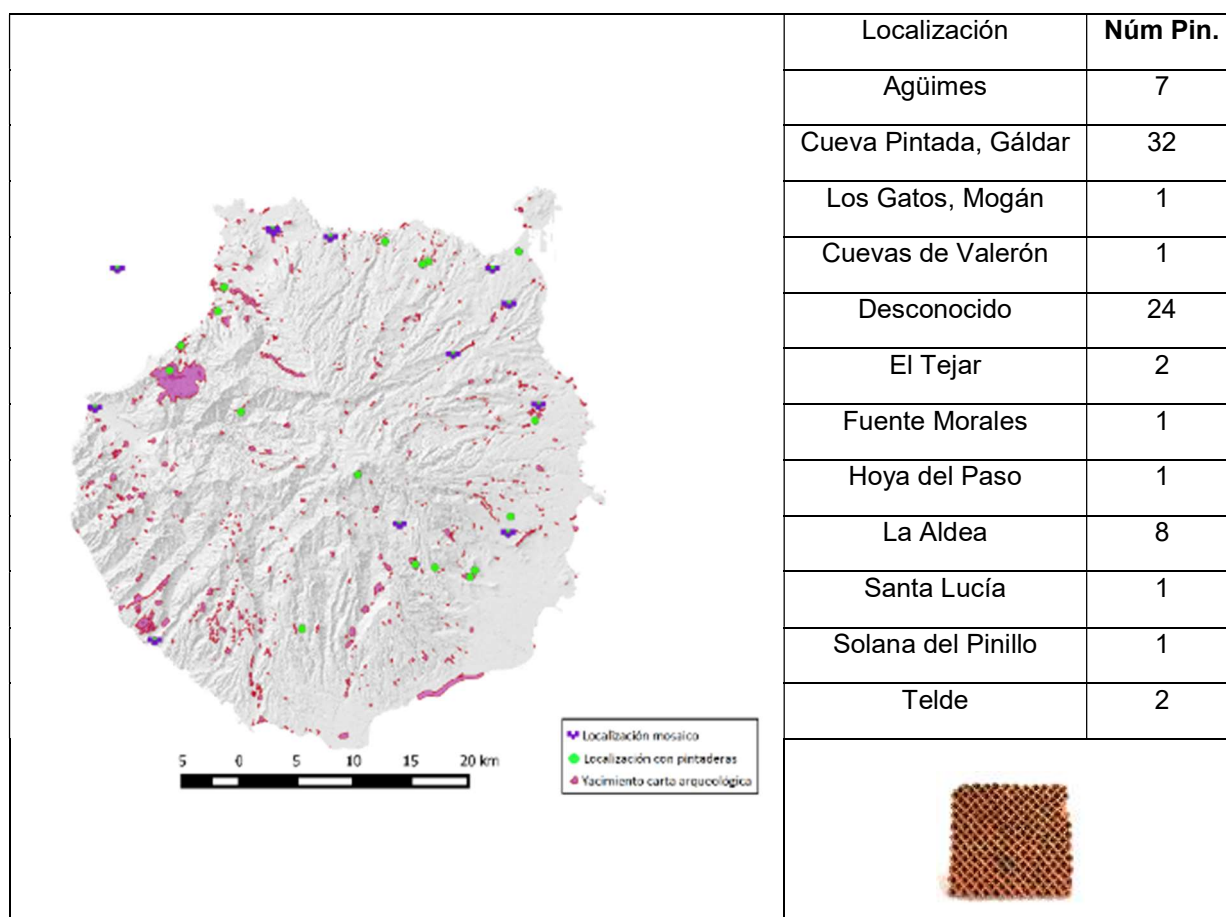 Localización Núm Pin.
Agüimes 7
Cueva Pintada, Gáldar 32
Los Gatos, Mogán 1
Cuevas de Valerón 1
Desconocido 24
El Tejar 2
Fuente Morales 1
Hoya del Paso 1
La Aldea 8
Santa Lucía 1
Solana del Pinillo 1
Telde 2
Localización mosaico
Localización con pintaderas
Yacimiento carta arqueológica
5 0 5 10 15 20 km